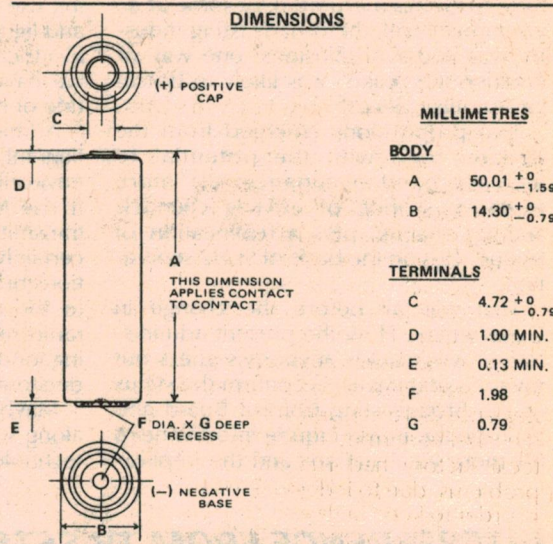 DIMENSIONS
(+) POSITIVE
CAP
C
D
A
THIS DIMENSION
APPLIES CONTACT
TO CONTACT
E
F DIA. X G DEEP
RECESS
(–) NEGATIVE
BASE
B
MILLIMETRES
BODY
A 50.01 +0 –1.59
B 14.30 +0 –0.79
TERMINALS
C 4.72 +0 –0.79
D 1.00 MIN.
E 0.13 MIN.
F 1.98
G 0.79